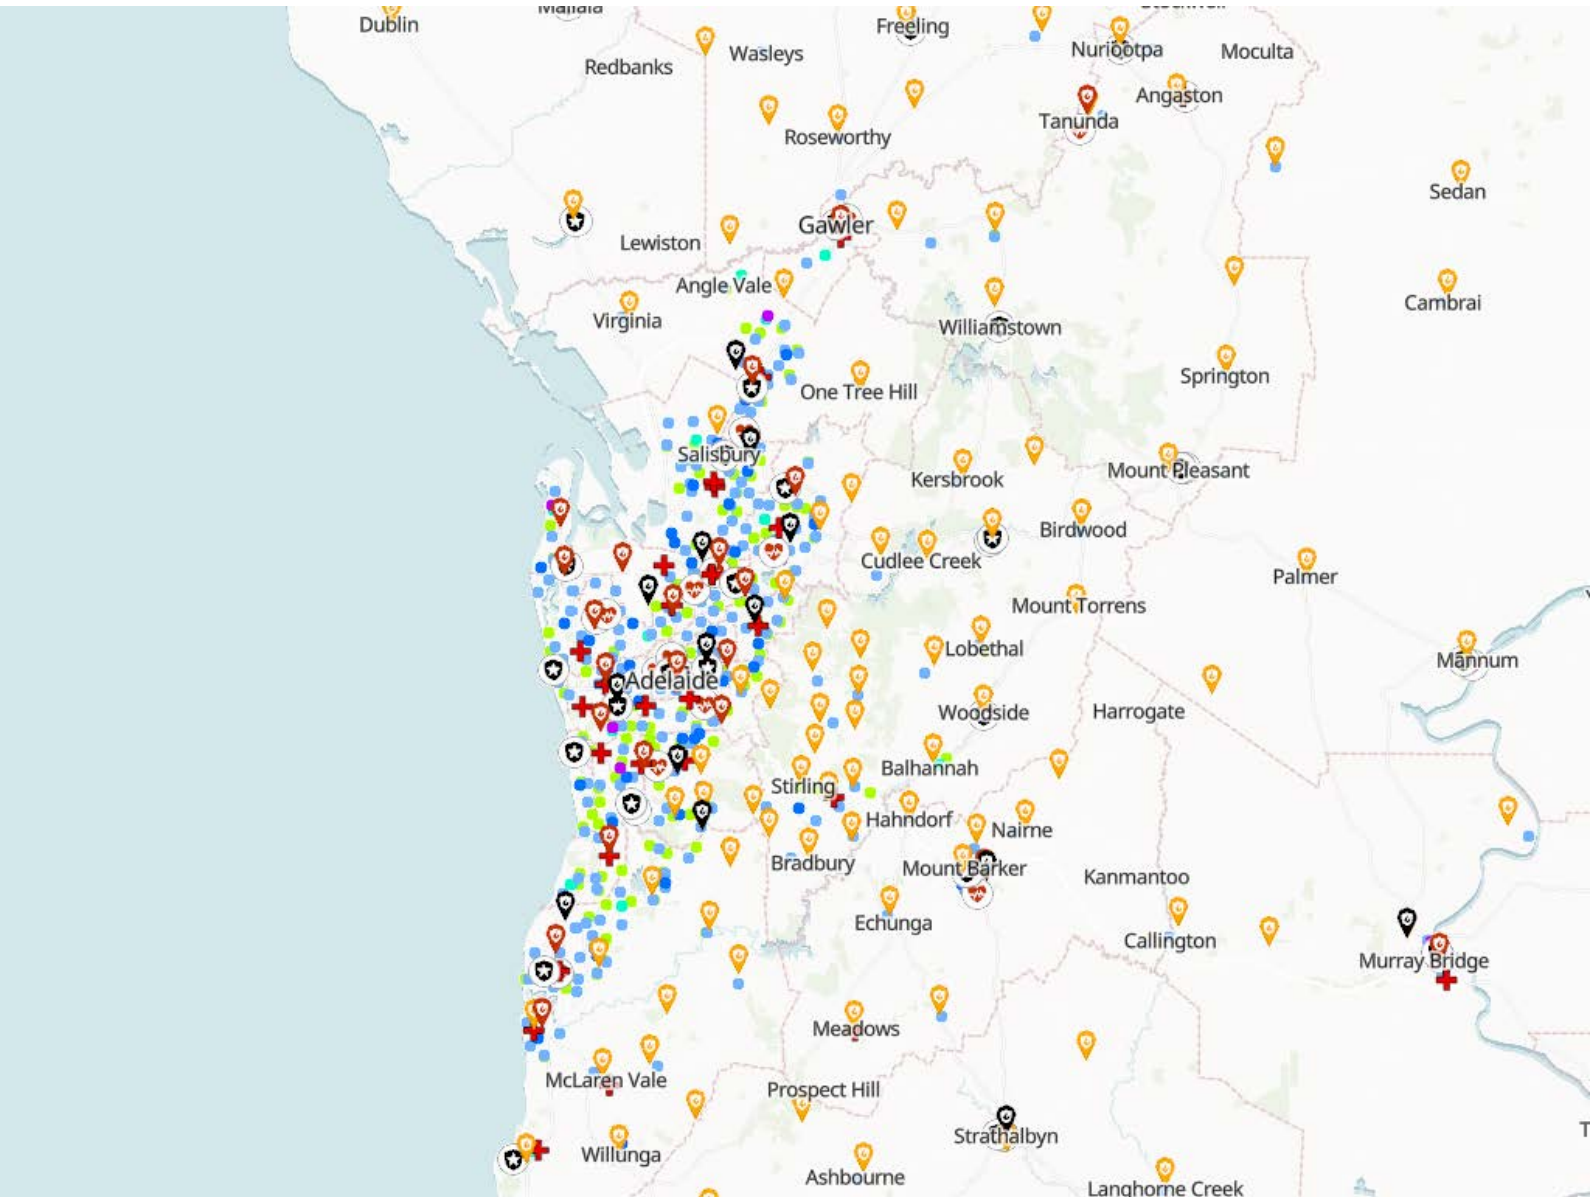 Mallala
Stockwell
Dublin
Freeling
Wasleys
Nuriootpa
Moculta
Redbanks
Angaston
Tanunda
Roseworthy
Sedan
Gawler
Lewiston
Angle Vale
Cambrai
Virginia
Williamstown
Springton
One Tree Hill
Salisbury
Mount Pleasant
Kersbrook
Birdwood
Cudlee Creek
Palmer
Mount Torrens
Lobethal
Mannum
Adelaide
Woodside
Harrogate
Balhannah
Stirling
Hahndorf
Nairne
Bradbury
Mount Barker
Kanmantoo
Echunga
Callington
Murray Bridge
Meadows
McLaren Vale
Prospect Hill
T
Strathalbyn
Willunga
Ashbourne
Langhorne Creek